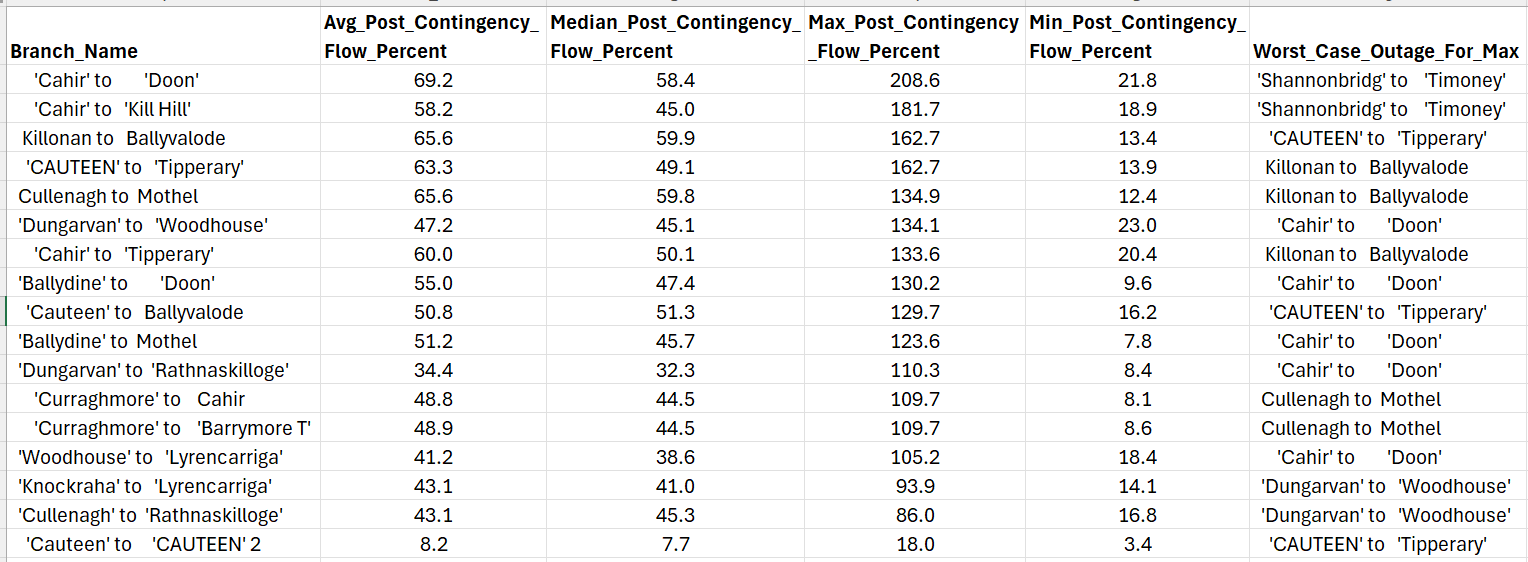 Branch_Name Avg_Post_Contingency_Flow_Percent Median_Post_Contingency_Flow_Percent Max_Post_Contingency_Flow_Percent Min_Post_Contingency_Flow_Percent Worst_Case_Outage_For_Max
'Cahir' to 'Doon' 69.2 58.4 208.6 21.8 'Shannonbridg' to 'Timoney'
'Cahir' to 'Kill Hill' 58.2 45.0 181.7 18.9 'Shannonbridg' to 'Timoney'
Killonan to Ballyvalode 65.6 59.9 162.7 13.4 'CAUTEEN' to 'Tipperary'
'CAUTEEN' to 'Tipperary' 63.3 49.1 162.7 13.9 Killonan to Ballyvalode
Cullenagh to Mothel 65.6 59.8 134.9 12.4 Killonan to Ballyvalode
'Dungarvan' to 'Woodhouse' 47.2 45.1 134.1 23.0 'Cahir' to 'Doon'
'Cahir' to 'Tipperary' 60.0 50.1 133.6 20.4 Killonan to Ballyvalode
'Ballydine' to 'Doon' 55.0 47.4 130.2 9.6 'Cahir' to 'Doon'
'Cauteen' to Ballyvalode 50.8 51.3 129.7 16.2 'CAUTEEN' to 'Tipperary'
'Ballydine' to Mothel 51.2 45.7 123.6 7.8 'Cahir' to 'Doon'
'Dungarvan' to 'Rathnaskilloge' 34.4 32.3 110.3 8.4 'Cahir' to 'Doon'
'Curraghmore' to Cahir 48.8 44.5 109.7 8.1 Cullenagh to Mothel
'Curraghmore' to 'Barrymore T' 48.9 44.5 109.7 8.6 Cullenagh to Mothel
'Woodhouse' to 'Lyrencarriga' 41.2 38.6 105.2 18.4 'Cahir' to 'Doon'
'Knockraha' to 'Lyrencarriga' 43.1 41.0 93.9 14.1 'Dungarvan' to 'Woodhouse'
'Cullenagh' to 'Rathnaskilloge' 43.1 45.3 86.0 16.8 'Dungarvan' to 'Woodhouse'
'Cauteen' to 'CAUTEEN' 2 8.2 7.7 18.0 3.4 'CAUTEEN' to 'Tipperary'